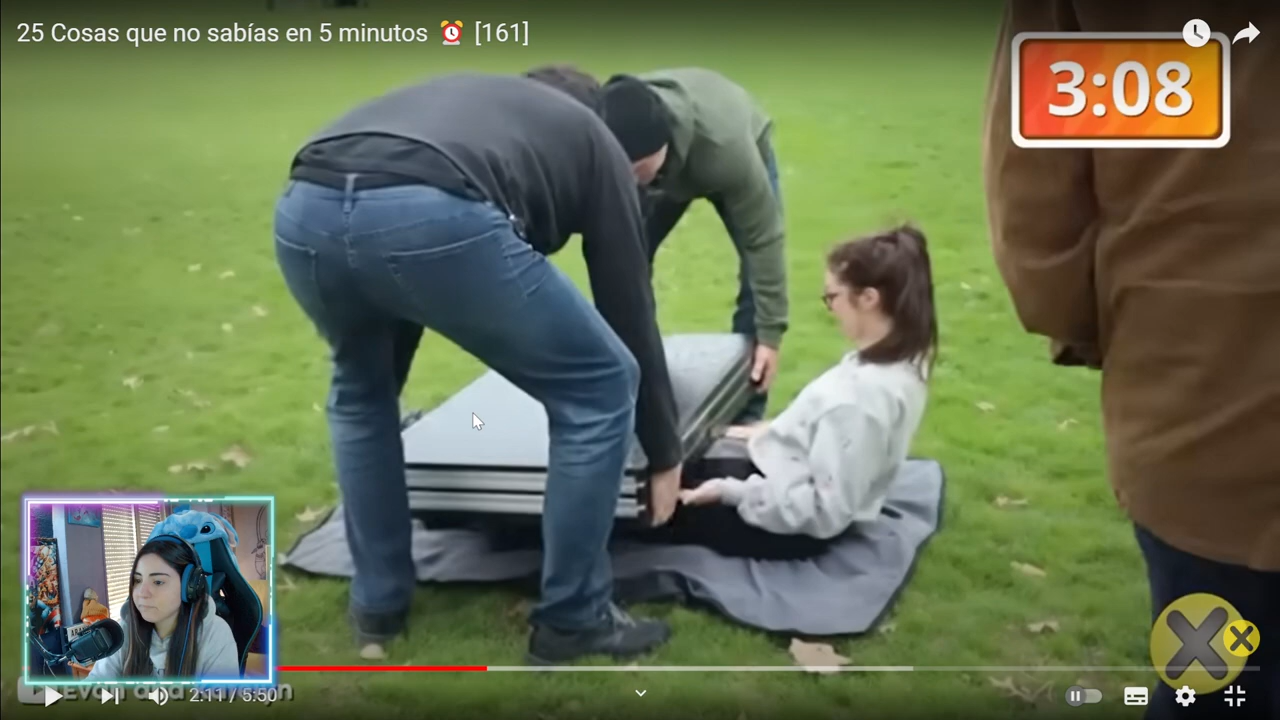 25 Cosas que no sabías en 5 minutos ⏰ [161]
3:08
2:11 / 5:50